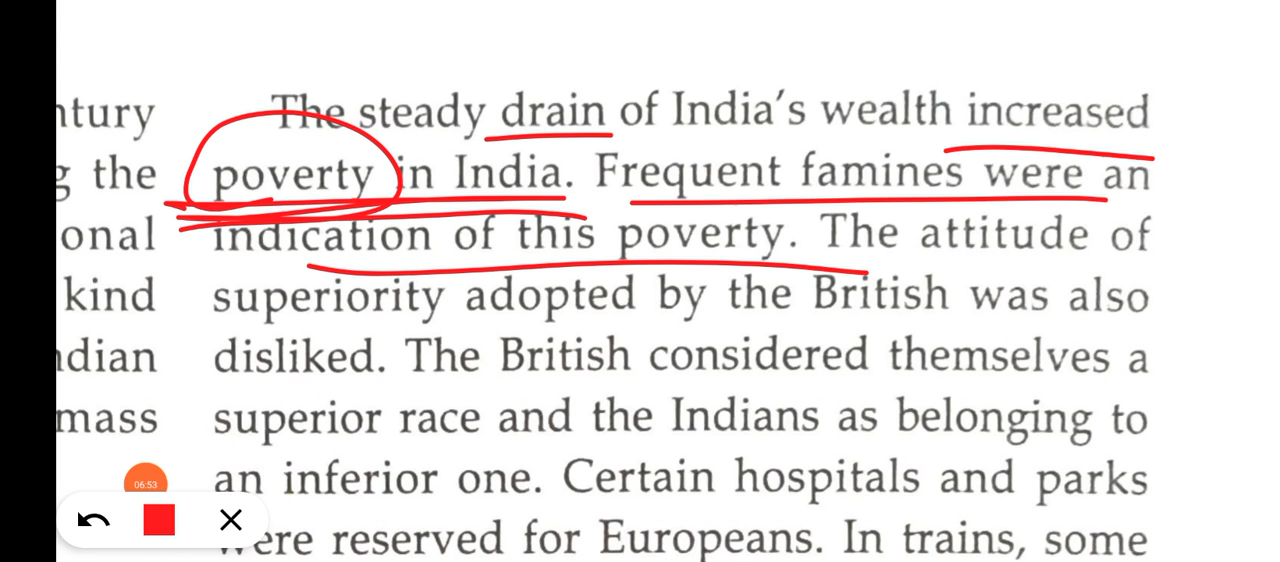 ntury
g the
onal
kind
ndian
mass
The steady drain of India's wealth increased
poverty in India. Frequent famines were an
indication of this poverty. The attitude of
superiority adopted by the British was also
disliked. The British considered themselves a
superior race and the Indians as belonging to
an inferior one. Certain hospitals and parks
were reserved for Europeans. In trains, some
06:53